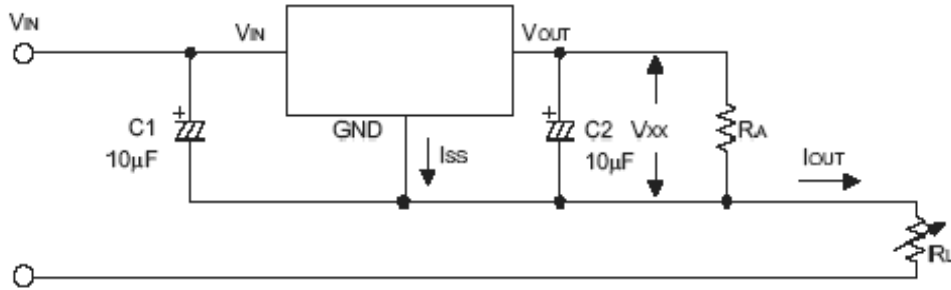 VIN
VIN
VOUT
C1
10μF
GND
ISS
C2
10μF
VXX
RA
IOUT
RL